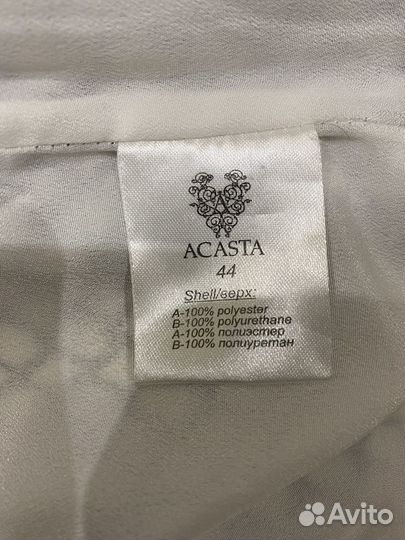 A
ACASTA
44
Shell/верх:
A-100% polyester
B-100% polyurethane
A-100% полиэстер
B-100% полиуретан
Avito